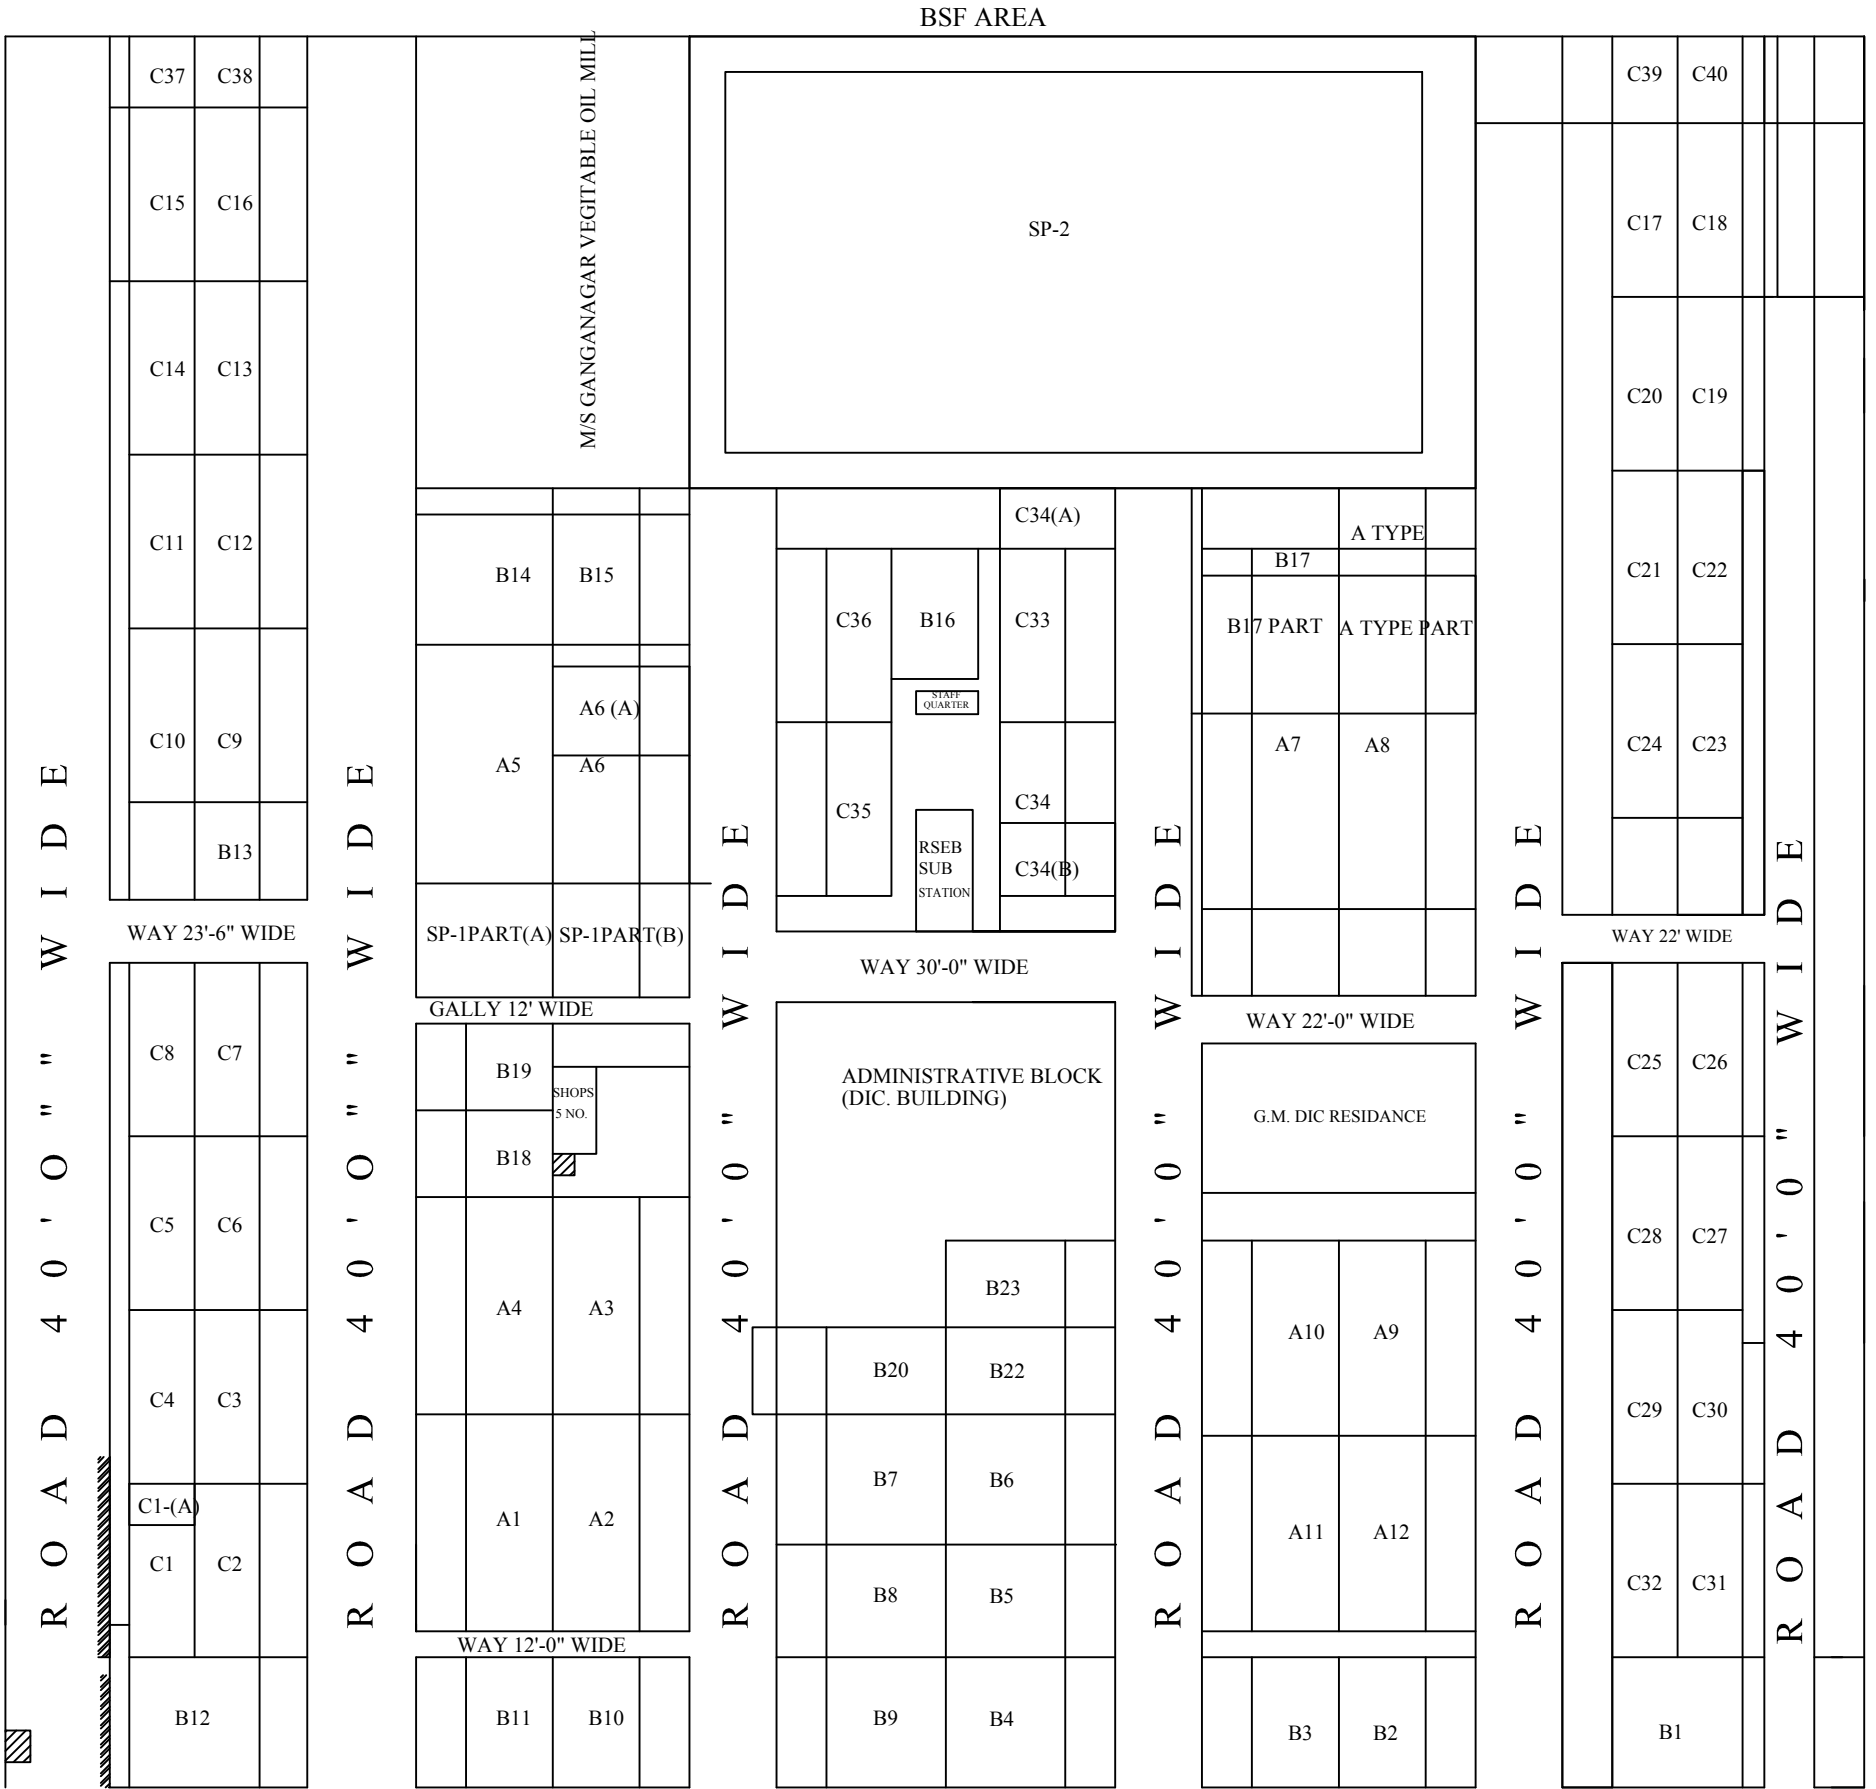 BSF AREA
C37 C38
C15 C16
C14 C13
C11 C12
C10 C9
B13
WAY 23'-6" WIDE
C8 C7
C5 C6
C4 C3
C1-(A)
C1 C2
B12
ROAD 40'O"" WIDE
ROAD 40'O"" WIDE
M/S GANGANAGAR VEGITABLE OIL MILL
B14 B15
A6 (A)
A5 A6
SP-1PART(A) SP-1PART(B)
GALLY 12' WIDE
B19
SHOPS
5 NO.
B18
A4 A3
A1 A2
WAY 12'-0" WIDE
B11 B10
ROAD 40'0" WIDE
SP-2
C34(A)
C36 B16 C33
STAFF
QUARTER
C35 C34
RSEB
SUB
STATION
C34(B)
WAY 30'-0" WIDE
ADMINISTRATIVE BLOCK
(DIC. BUILDING)
B23
B20 B22
B7 B6
B8 B5
B9 B4
ROAD 40'0" WIDE
A TYPE
B17
B17 PART A TYPE PART
A7 A8
WAY 22'-0" WIDE
G.M. DIC RESIDANCE
A10 A9
A11 A12
B3 B2
ROAD 40'0" WIDE
C39 C40
C17 C18
C20 C19
C21 C22
C24 C23
WAY 22' WIDE
C25 C26
C28 C27
C29 C30
C32 C31
B1
ROAD 40'0" WIDE